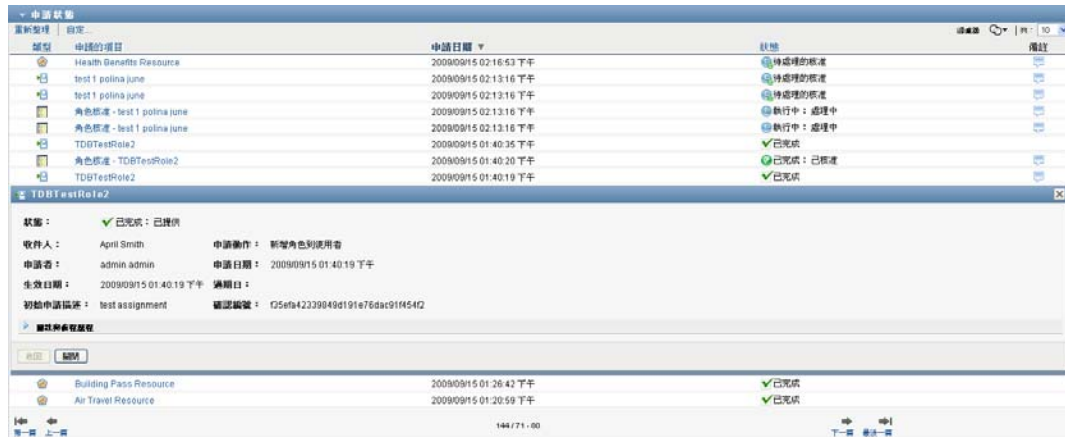 申請狀態
重新整理 自定...
過濾器 列: 10
類型 申請的項目 申請日期 狀態 備註
Health Benefits Resource 2009/09/15 02:16:53 下午 待處理的核准
test 1 polina june 2009/09/15 02:13:16 下午 待處理的核准
test 1 polina june 2009/09/15 02:13:16 下午 待處理的核准
角色核准 - test 1 polina june 2009/09/15 02:13:16 下午 執行中：處理中
角色核准 - test 1 polina june 2009/09/15 02:13:16 下午 執行中：處理中
TDBTestRole2 2009/09/15 01:40:35 下午 已完成
角色核准 - TDBTestRole2 2009/09/15 01:40:20 下午 已完成：已核准
TDBTestRole2 2009/09/15 01:40:19 下午 已完成
TDBTestRole2
狀態： 已完成：已提供
收件人： April Smith 申請動作： 新增角色到使用者
申請者： admin admin 申請日期： 2009/09/15 01:40:19 下午
生效日期： 2009/09/15 01:40:19 下午 過期日：
初始申請描述： test assignment 確認編號：
收回 關閉
Building Pass Resource 2009/09/15 01:26:42 下午 已完成
Air Travel Resource 2009/09/15 01:20:59 下午 已完成
第一頁 上一頁 下一頁 最後一頁